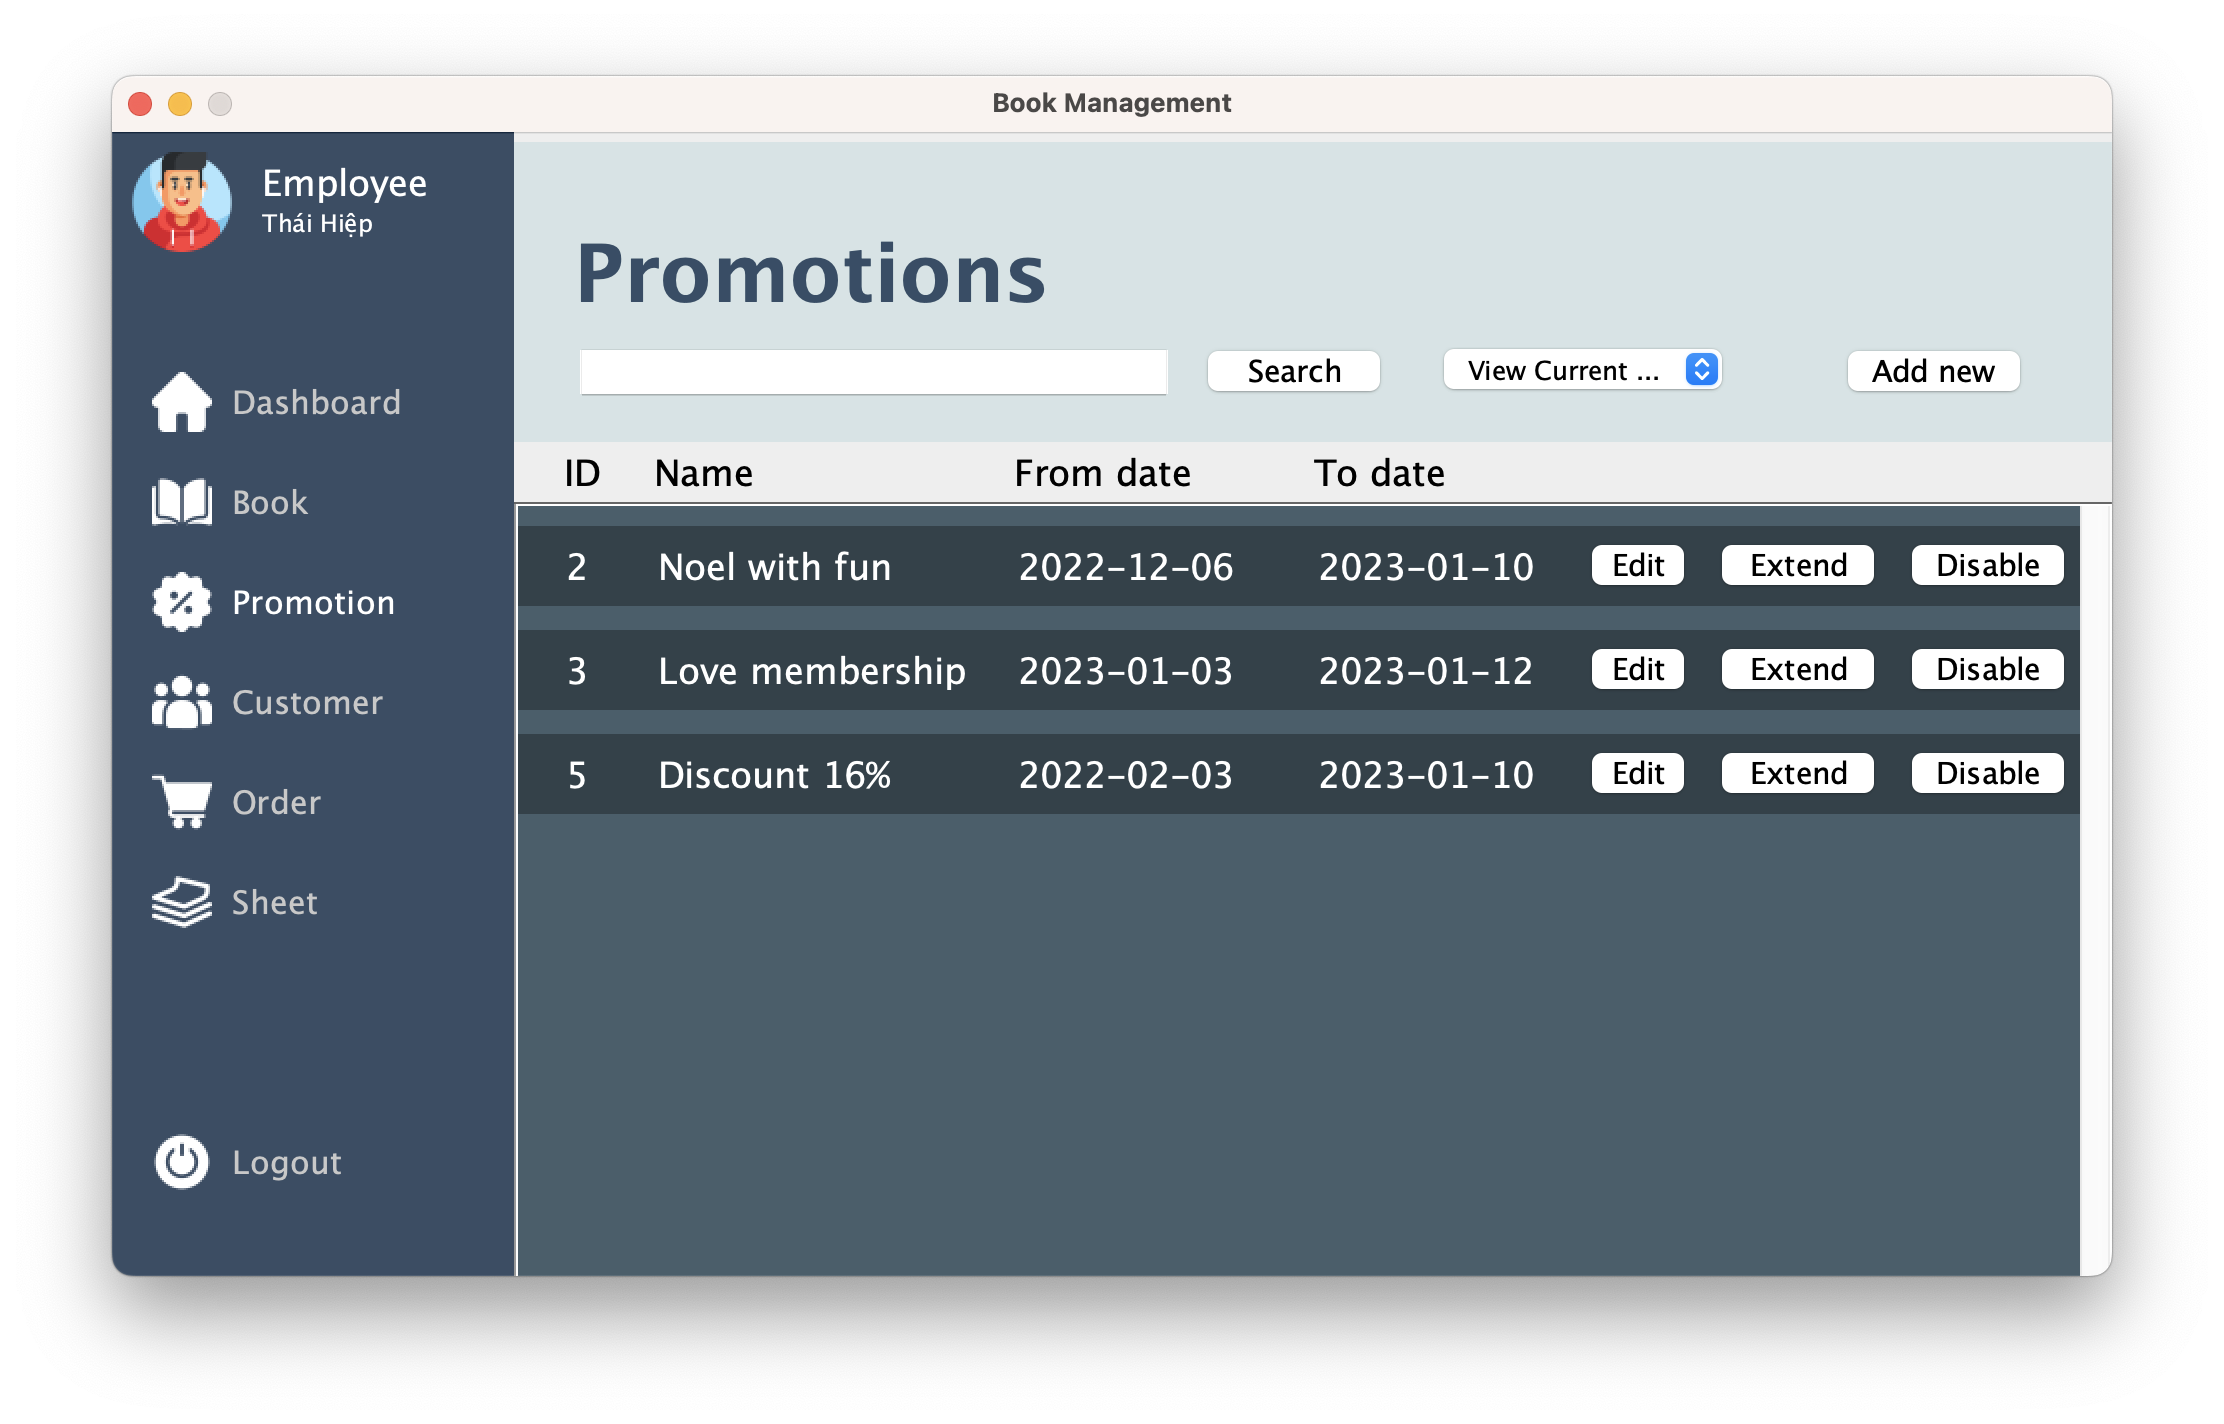 Book Management
Employee
Thái Hiệp
Dashboard
Book
Promotion
Customer
Order
Sheet
Logout
Promotions
Search View Current ... Add new
ID Name From date To date
2 Noel with fun 2022-12-06 2023-01-10 Edit Extend Disable
3 Love membership 2023-01-03 2023-01-12 Edit Extend Disable
5 Discount 16% 2022-02-03 2023-01-10 Edit Extend Disable